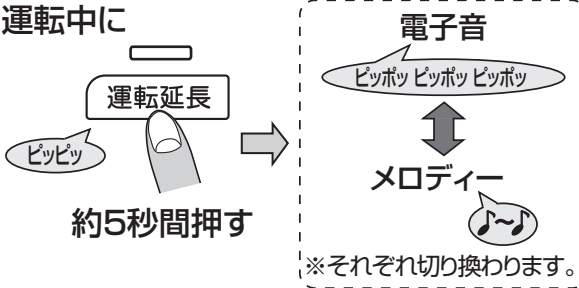 運転中に
運転延長
ピッピッ
約5秒間押す
電子音
ピッポッ ピッポッ ピッポッ
メロディー
♪〜♪
※それぞれ切り換わります。